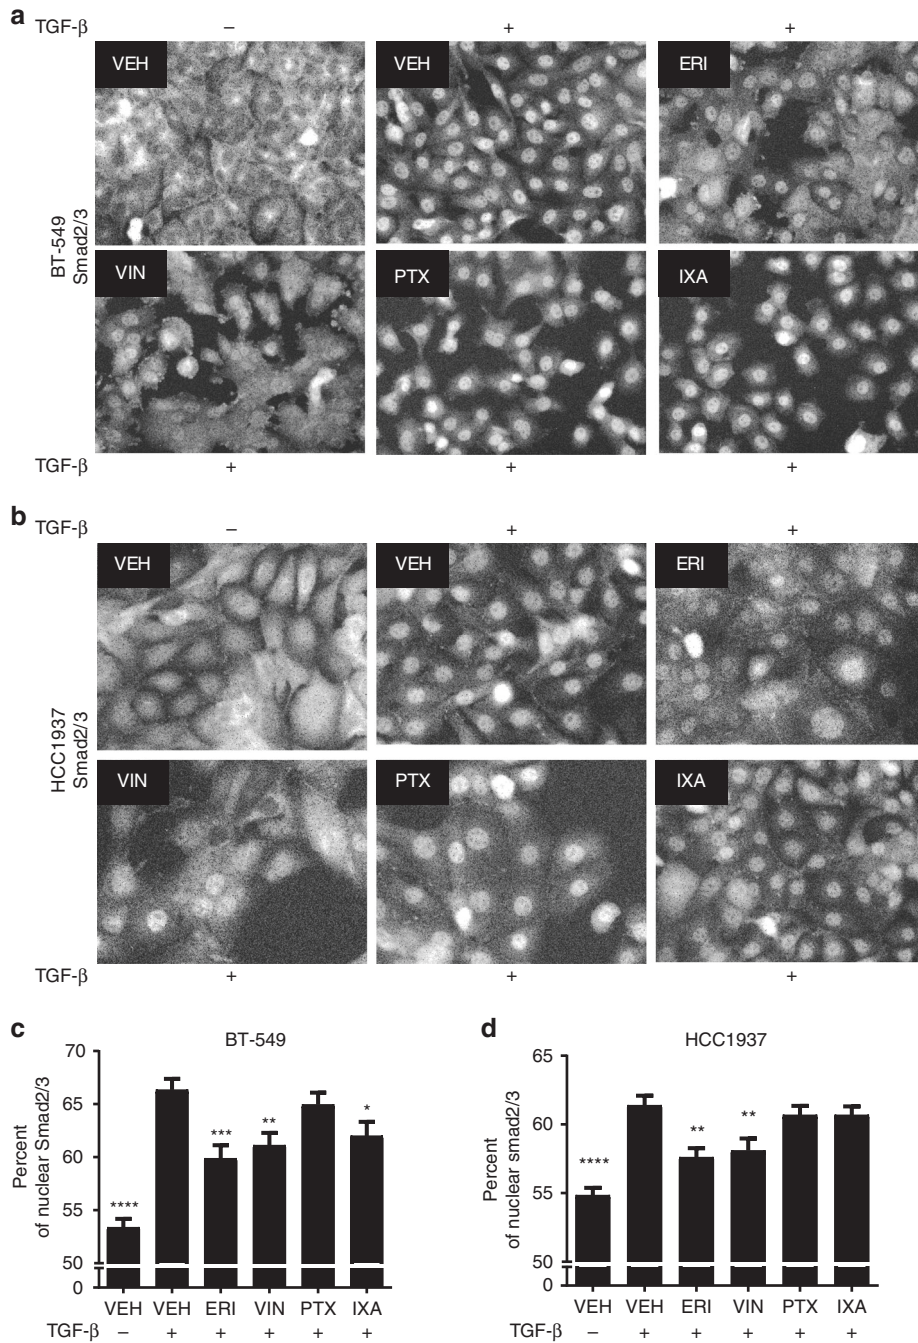 a
TGF-β – + +
VEH VEH ERI
BT-549
Smad2/3
VIN PTX IXA
TGF-β + + +
b
TGF-β – + +
VEH VEH ERI
HCC1937
Smad2/3
VIN PTX IXA
TGF-β + + +
c
BT-549
Percent
of nuclear Smad2/3
70
65
60
55
50
0
****
***
**
*
VEH VEH ERI VIN PTX IXA
TGF-β – + + + + +
d
HCC1937
Percent
of nuclear smad2/3
65
60
55
50
0
****
**
**
VEH VEH ERI VIN PTX IXA
TGF-β – + + + + +